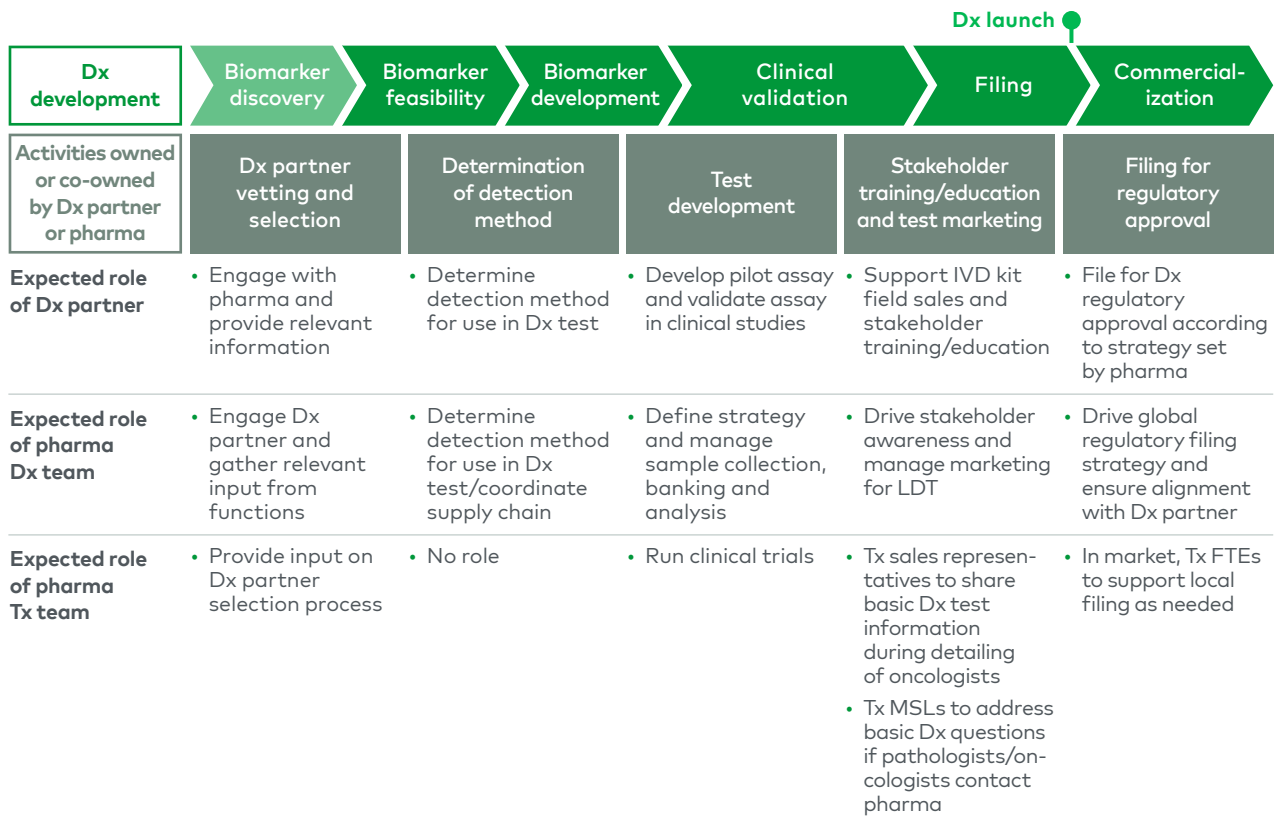 Dx launch
Dx
development
Biomarker
discovery
Biomarker
feasibility
Biomarker
development
Clinical
validation
Filing
Commercial-
ization
Activities owned
or co-owned
by Dx partner
or pharma
Dx partner
vetting and
selection
Determination
of detection
method
Test
development
Stakeholder
training/education
and test marketing
Filing for
regulatory
approval
Expected role
of Dx partner
• Engage with
pharma and
provide relevant
information
• Determine
detection method
for use in Dx test
• Develop pilot assay
and validate assay
in clinical studies
• Support IVD kit
field sales and
stakeholder
training/education
• File for Dx
regulatory
approval according
to strategy set
by pharma
Expected role
of pharma
Dx team
• Engage Dx
partner and
gather relevant
input from
functions
• Determine
detection method
for use in Dx
test/coordinate
supply chain
• Define strategy
and manage
sample collection,
banking and
analysis
• Drive stakeholder
awareness and
manage marketing
for LDT
• Drive global
regulatory filing
strategy and
ensure alignment
with Dx partner
Expected role
of pharma
Tx team
• Provide input on
Dx partner
selection process
• No role
• Run clinical trials
• Tx sales represen-
tatives to share
basic Dx test
information
during detailing
of oncologists
• Tx MSLs to address
basic Dx questions
if pathologists/on-
cologists contact
pharma
• In market, Tx FTEs
to support local
filing as needed